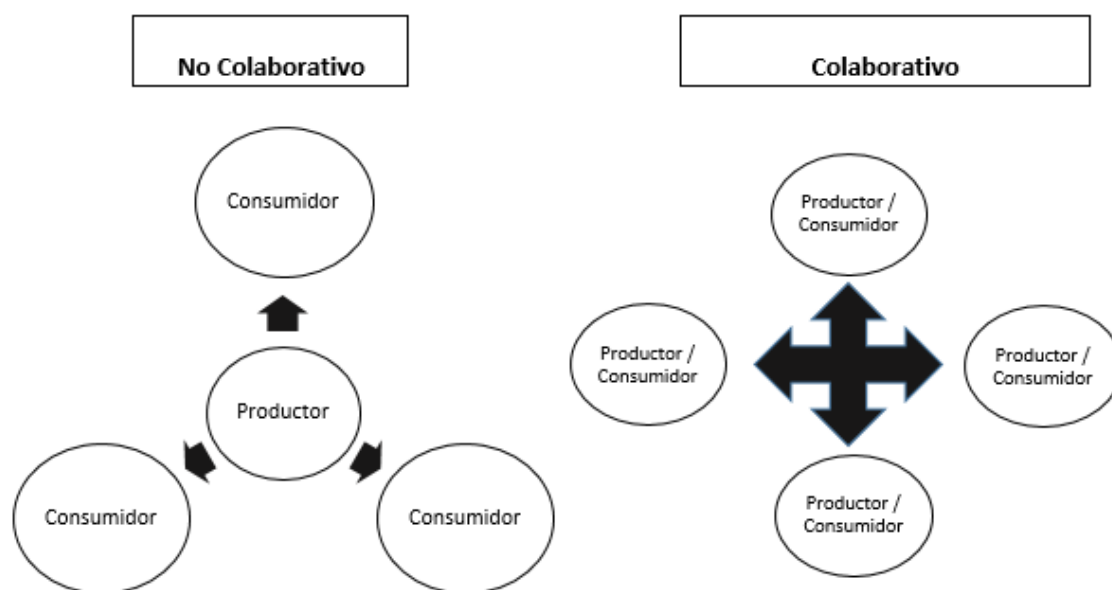 No Colaborativo
Consumidor
Productor
Consumidor
Consumidor
Colaborativo
Productor /
Consumidor
Productor /
Consumidor
Productor /
Consumidor
Productor /
Consumidor